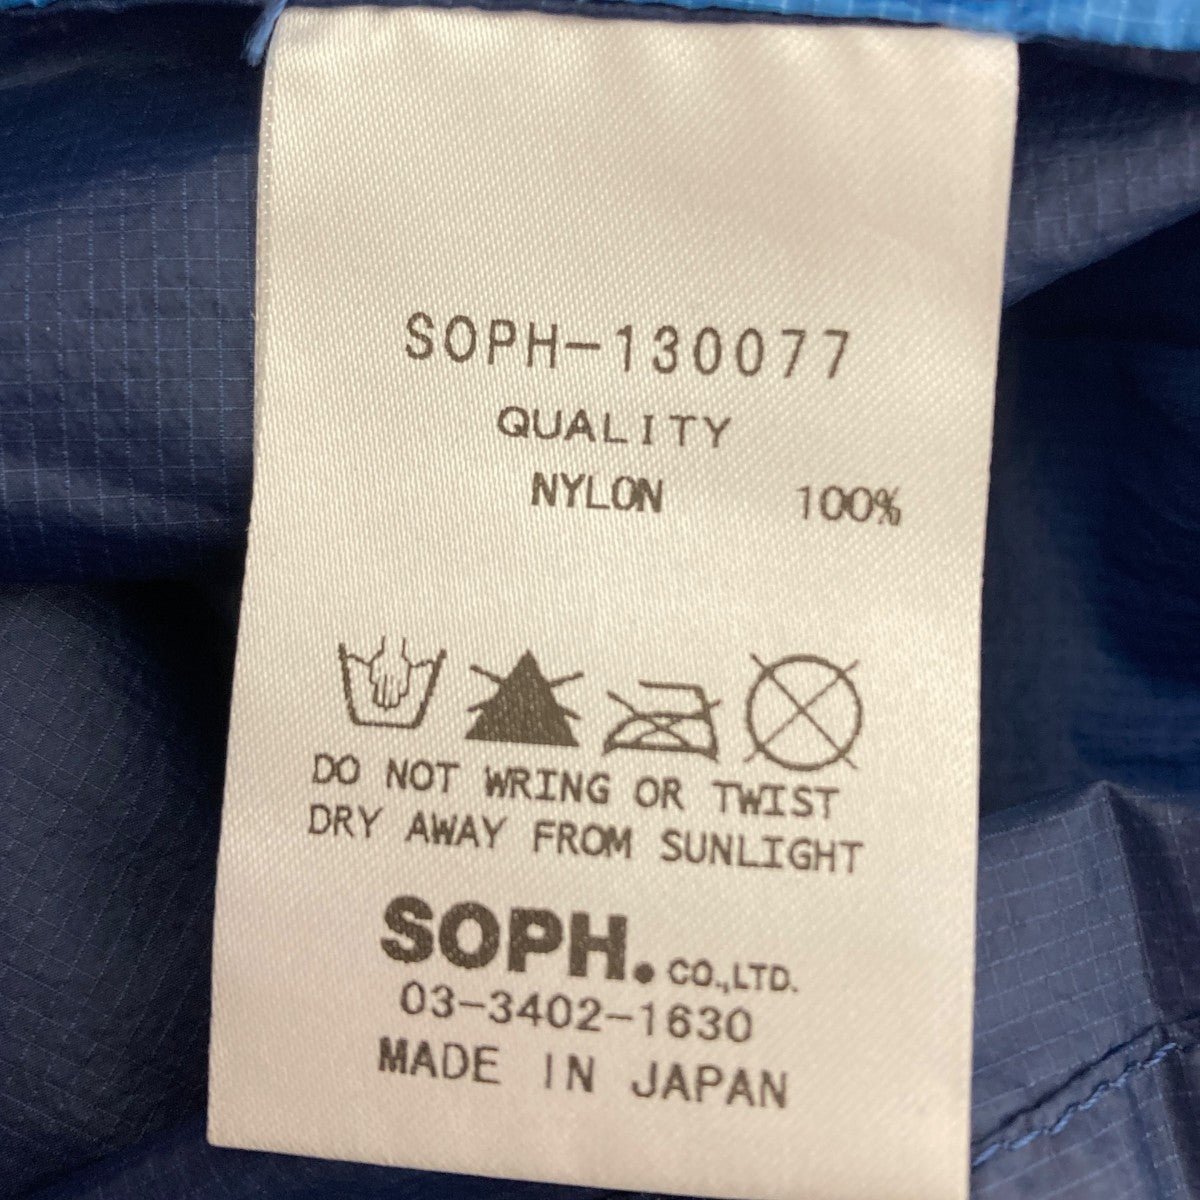 SOPH-130077
QUALITY
NYLON 100%
DO NOT WRING OR TWIST
DRY AWAY FROM SUNLIGHT
SOPH. CO.,LTD.
03-3402-1630
MADE IN JAPAN